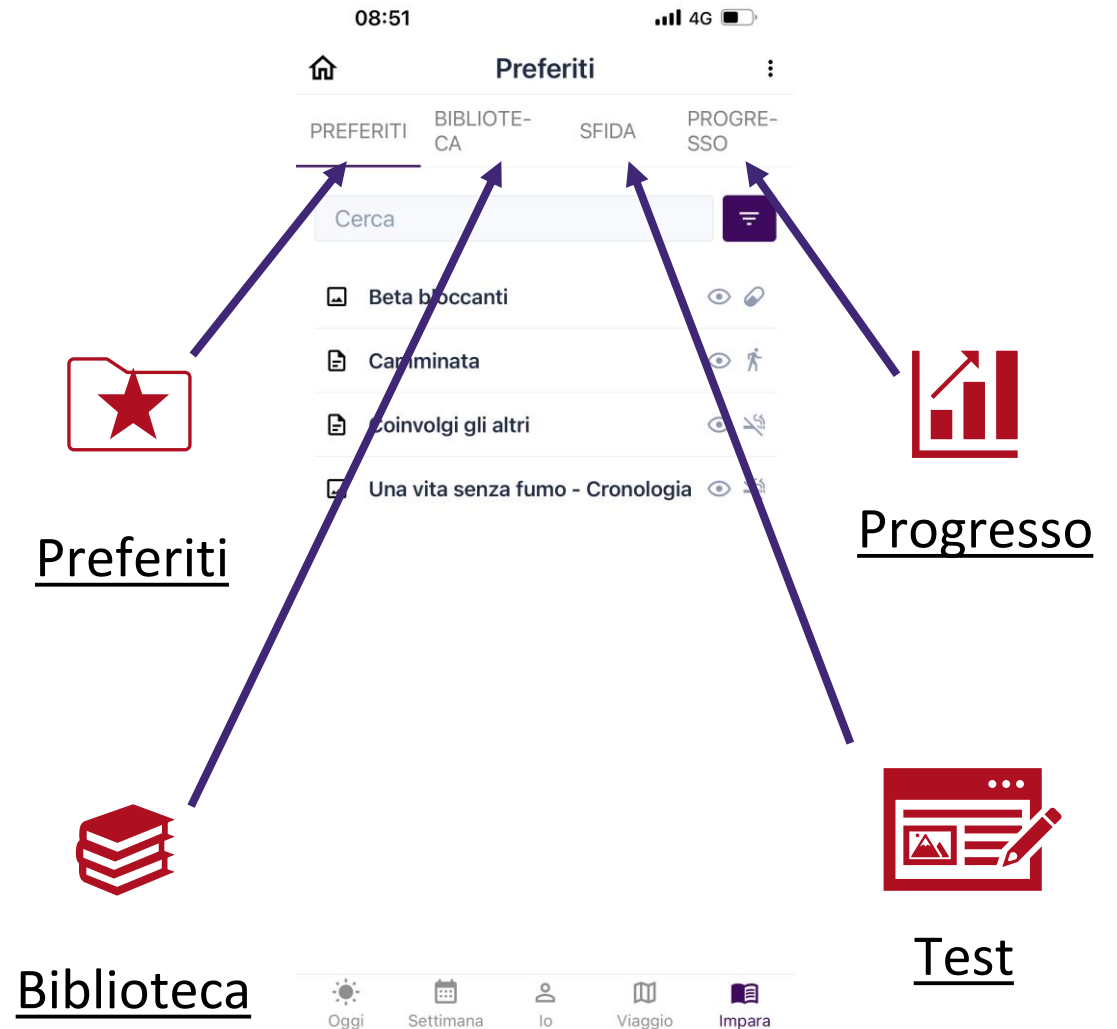 08:51
4G
Preferiti
PREFERITI
BIBLIOTE-
CA
SFIDA
PROGRE-
SSO
Cerca
Beta bloccanti
Camminata
Coinvolgi gli altri
Una vita senza fumo - Cronologia
Preferiti
Progresso
Biblioteca
Test
Oggi
Settimana
Io
Viaggio
Impara